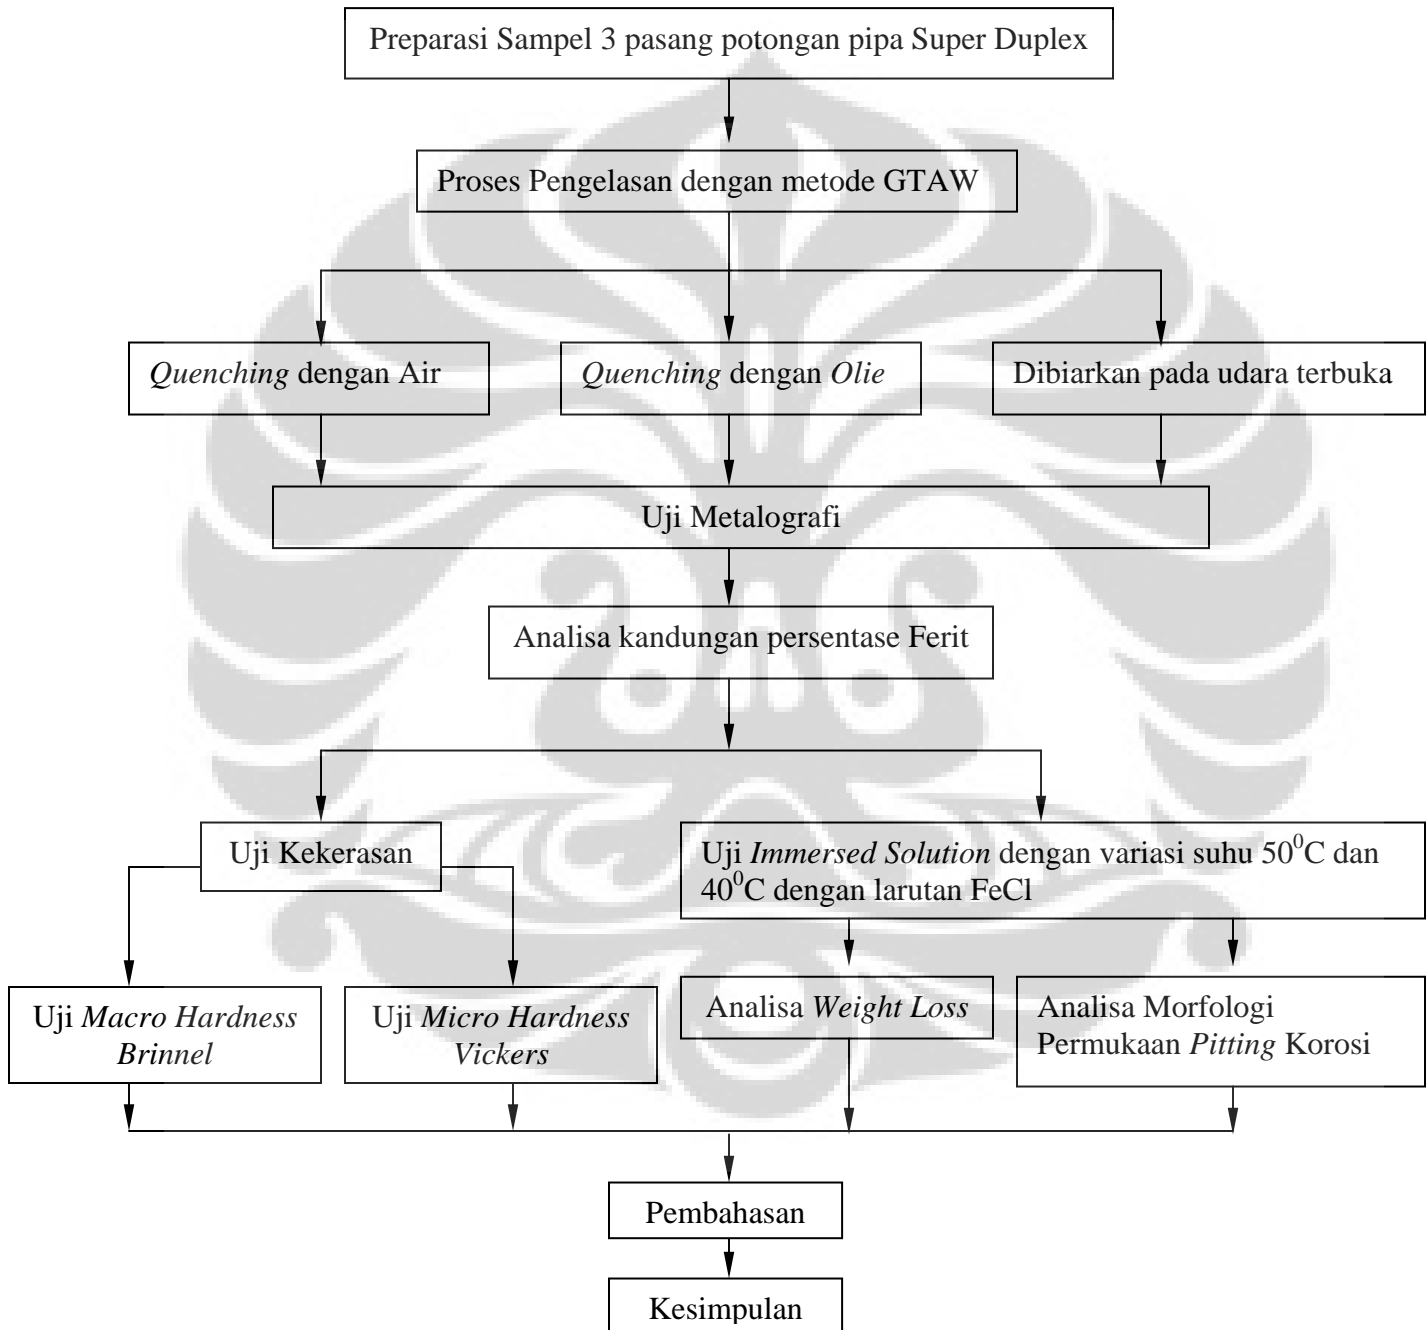 Preparasi Sampel 3 pasang potongan pipa Super Duplex
Proses Pengelasan dengan metode GTAW
Quenching dengan Air
Quenching dengan Olie
Dibiarkan pada udara terbuka
Uji Metalografi
Analisa kandungan persentase Ferit
Uji Kekerasan
Uji Immersed Solution dengan variasi suhu 50⁰C dan
40⁰C dengan larutan FeCl
Uji Macro Hardness
Brinnel
Uji Micro Hardness
Vickers
Analisa Weight Loss
Analisa Morfologi
Permukaan Pitting Korosi
Pembahasan
Kesimpulan